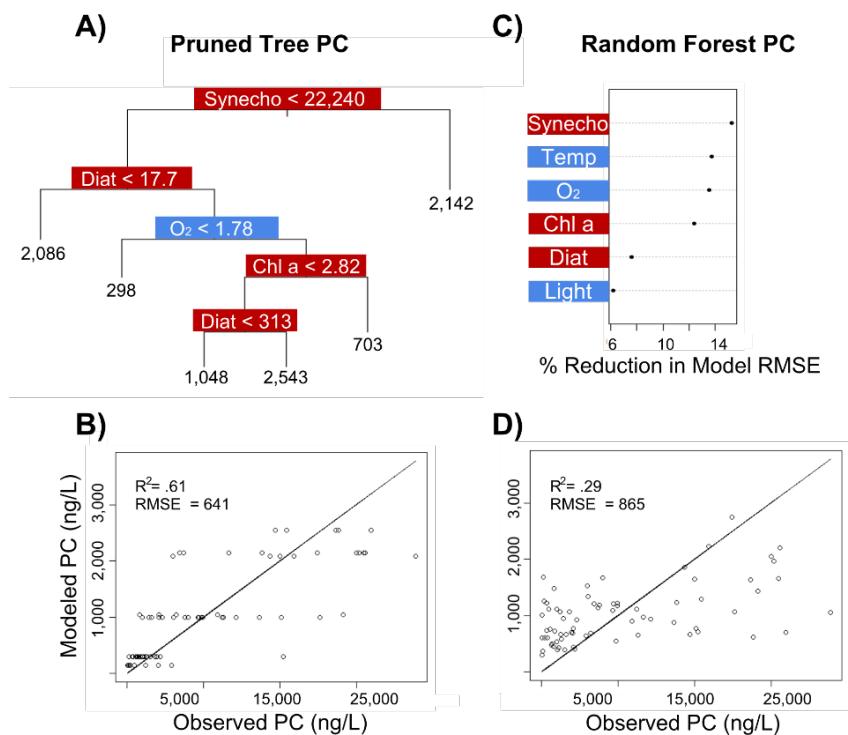 A)
Pruned Tree PC
Synecho < 22,240
Diat < 17.7
2,142
2,086
O₂ < 1.78
298
Chl a < 2.82
Diat < 313
703
1,048
2,543
C)
Random Forest PC
Synecho
Temp
O₂
Chl a
Diat
Light
6
10
14
% Reduction in Model RMSE
B)
R²= .61
RMSE = 641
Modeled PC (ng/L)
3,000
2,000
1,000
5,000
15,000
25,000
Observed PC (ng/L)
D)
R²= .29
RMSE = 865
3,000
2,000
1,000
5,000
15,000
25,000
Observed PC (ng/L)